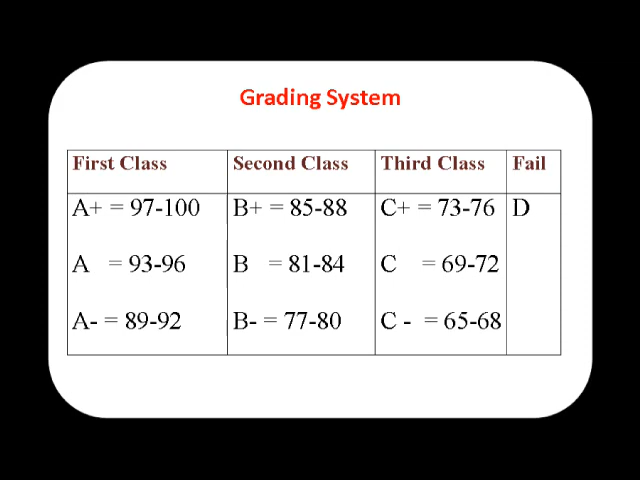 Grading System
First Class Second Class Third Class Fail
A+ = 97-100 B+ = 85-88 C+ = 73-76 D
A = 93-96 B = 81-84 C = 69-72
A- = 89-92 B- = 77-80 C - = 65-68